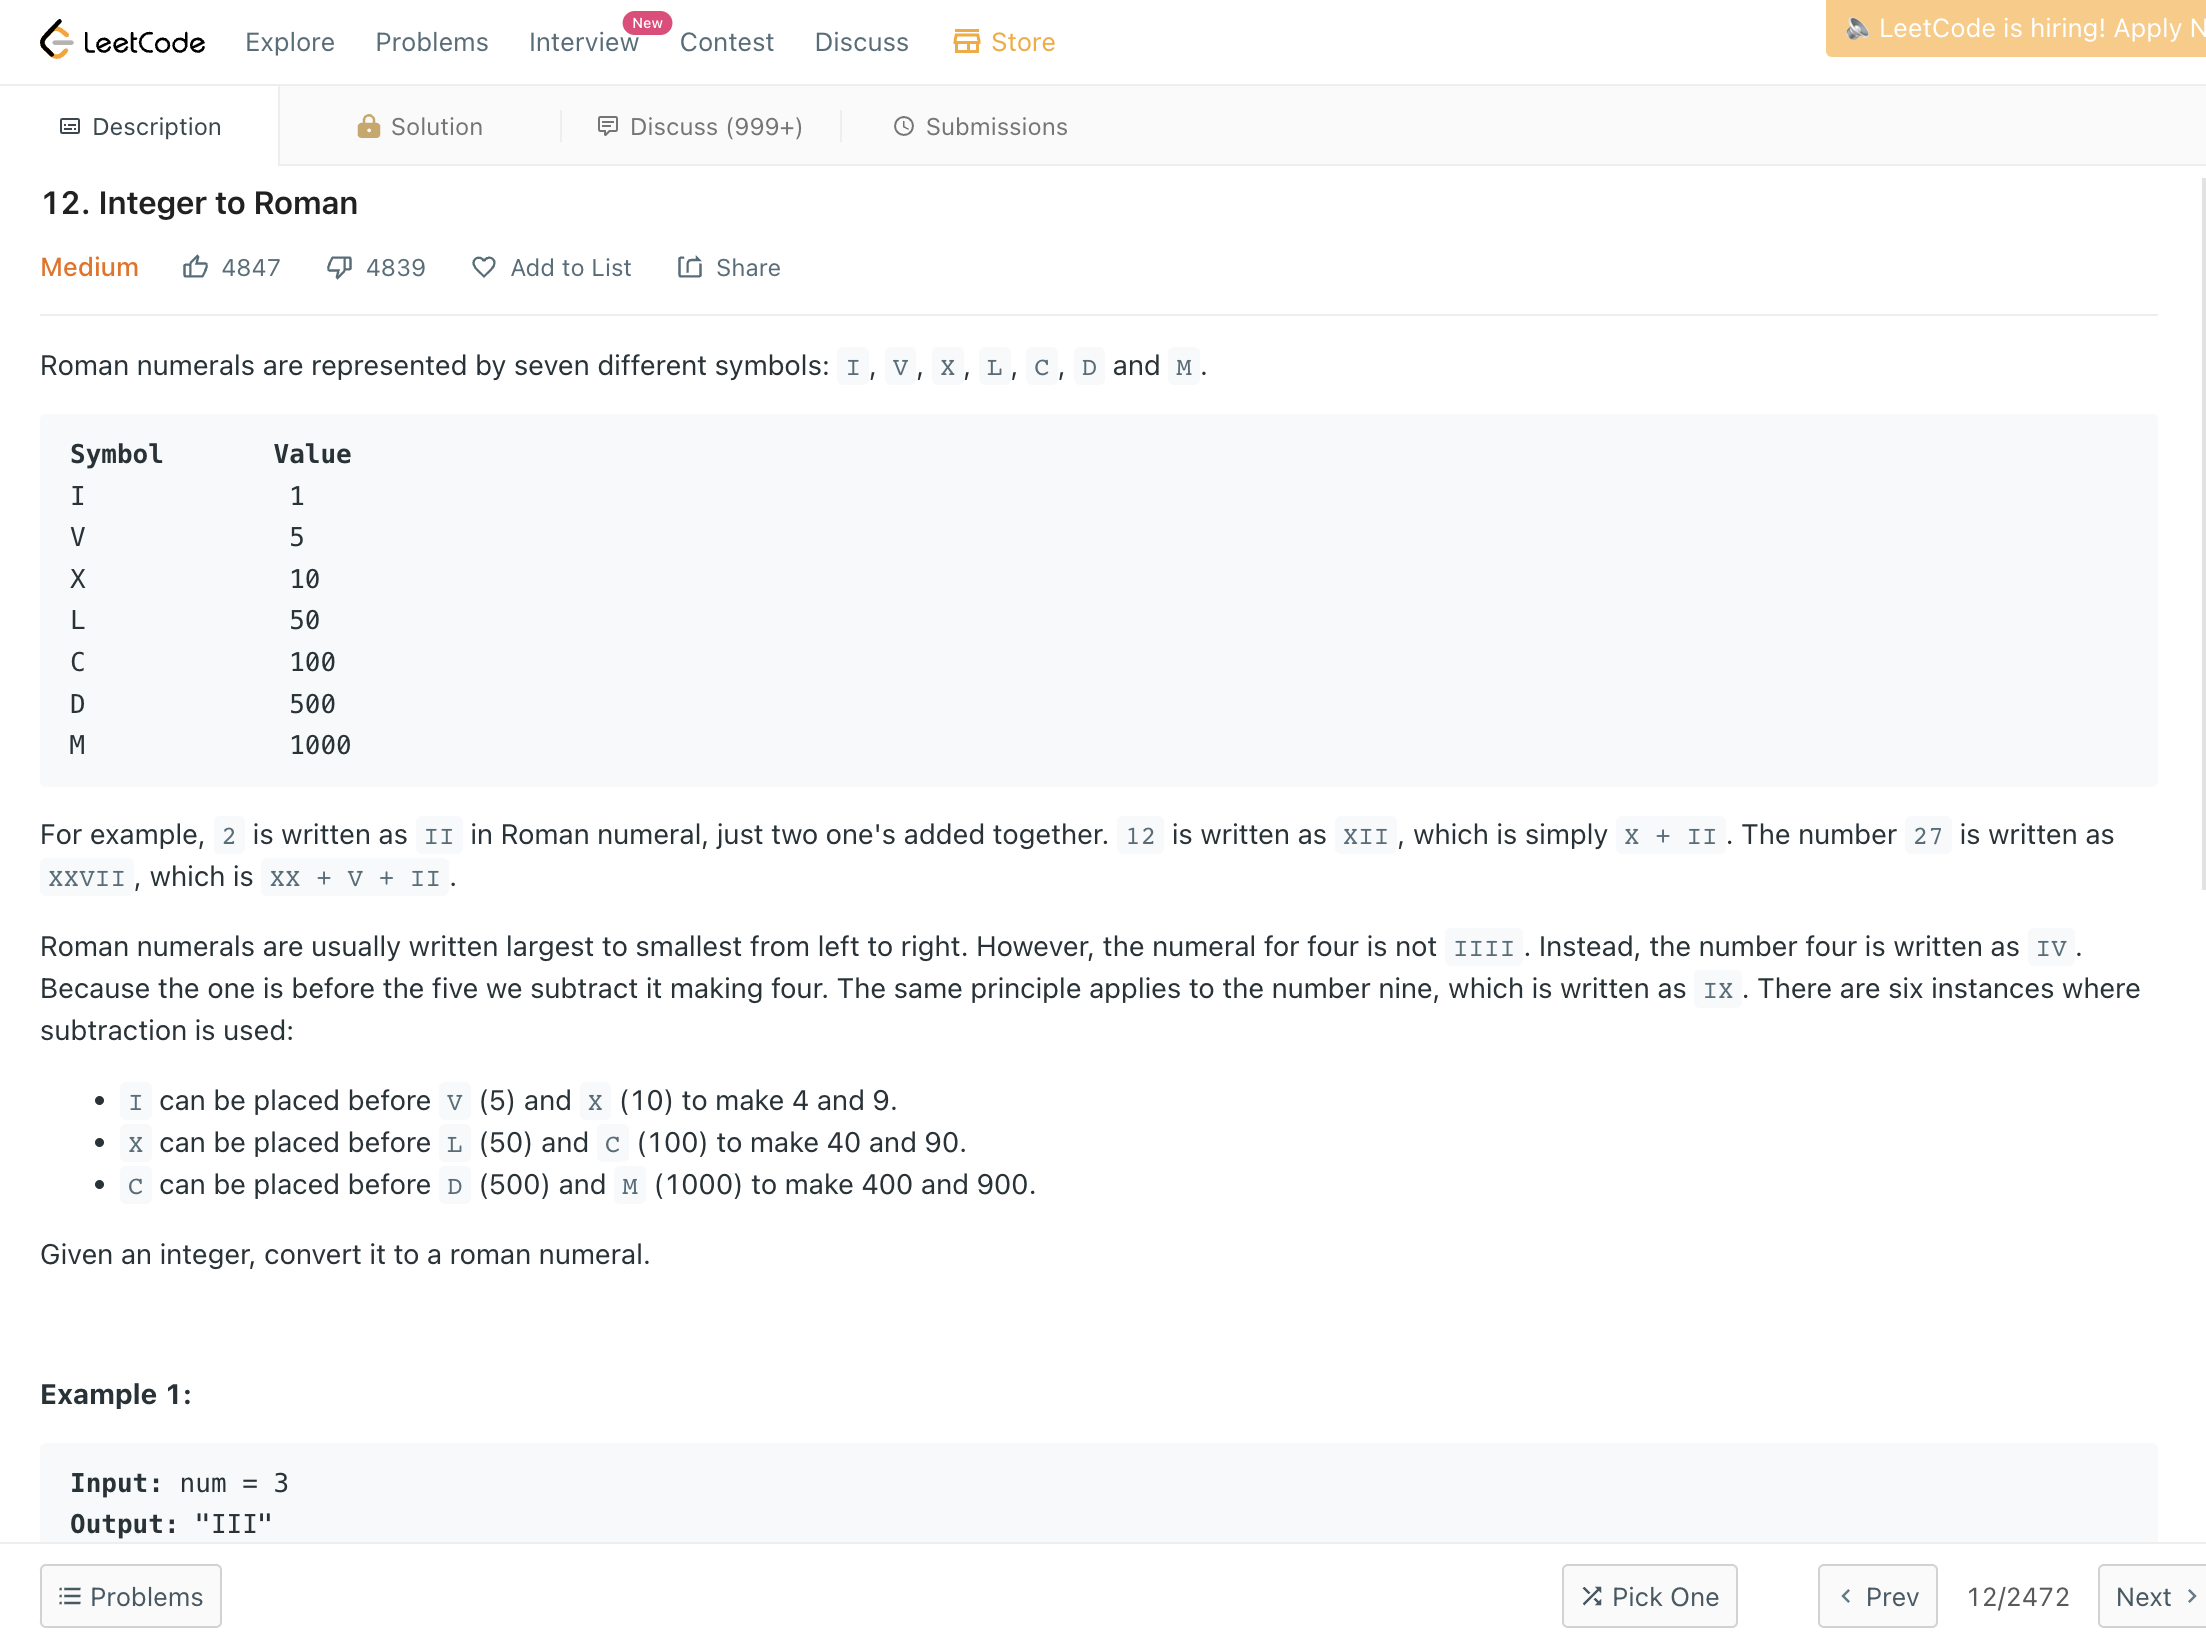 LeetCode Explore Problems Interview New Contest Discuss Store LeetCode is hiring! Apply N
Description Solution Discuss (999+) Submissions
12. Integer to Roman
Medium 4847 4839 Add to List Share
Roman numerals are represented by seven different symbols: I, V, X, L, C, D and M.
Symbol Value
I 1
V 5
X 10
L 50
C 100
D 500
M 1000
For example, 2 is written as II in Roman numeral, just two one's added together. 12 is written as XII, which is simply X + II. The number 27 is written as
XXVII, which is XX + V + II.
Roman numerals are usually written largest to smallest from left to right. However, the numeral for four is not IIII. Instead, the number four is written as IV.
Because the one is before the five we subtract it making four. The same principle applies to the number nine, which is written as IX. There are six instances where
subtraction is used:
• I can be placed before V (5) and X (10) to make 4 and 9.
• X can be placed before L (50) and C (100) to make 40 and 90.
• C can be placed before D (500) and M (1000) to make 400 and 900.
Given an integer, convert it to a roman numeral.
Example 1:
Input: num = 3
Output: "III"
Problems Pick One Prev 12/2472 Next